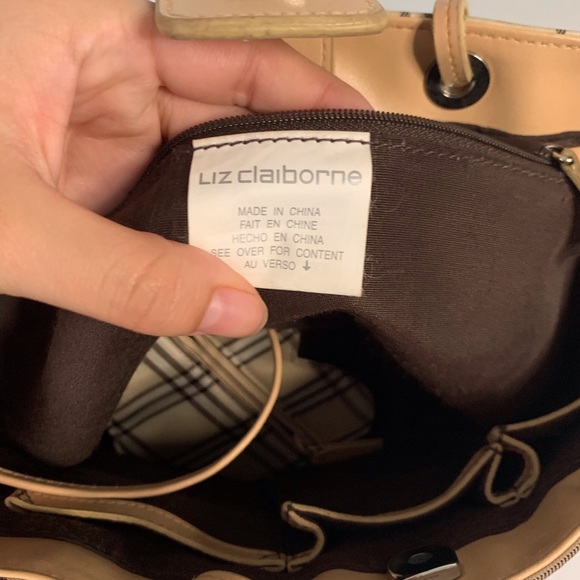 LIZ claiborne
MADE IN CHINA
FAIT EN CHINE
HECHO EN CHINA
SEE OVER FOR CONTENT
AU VERSO ↓